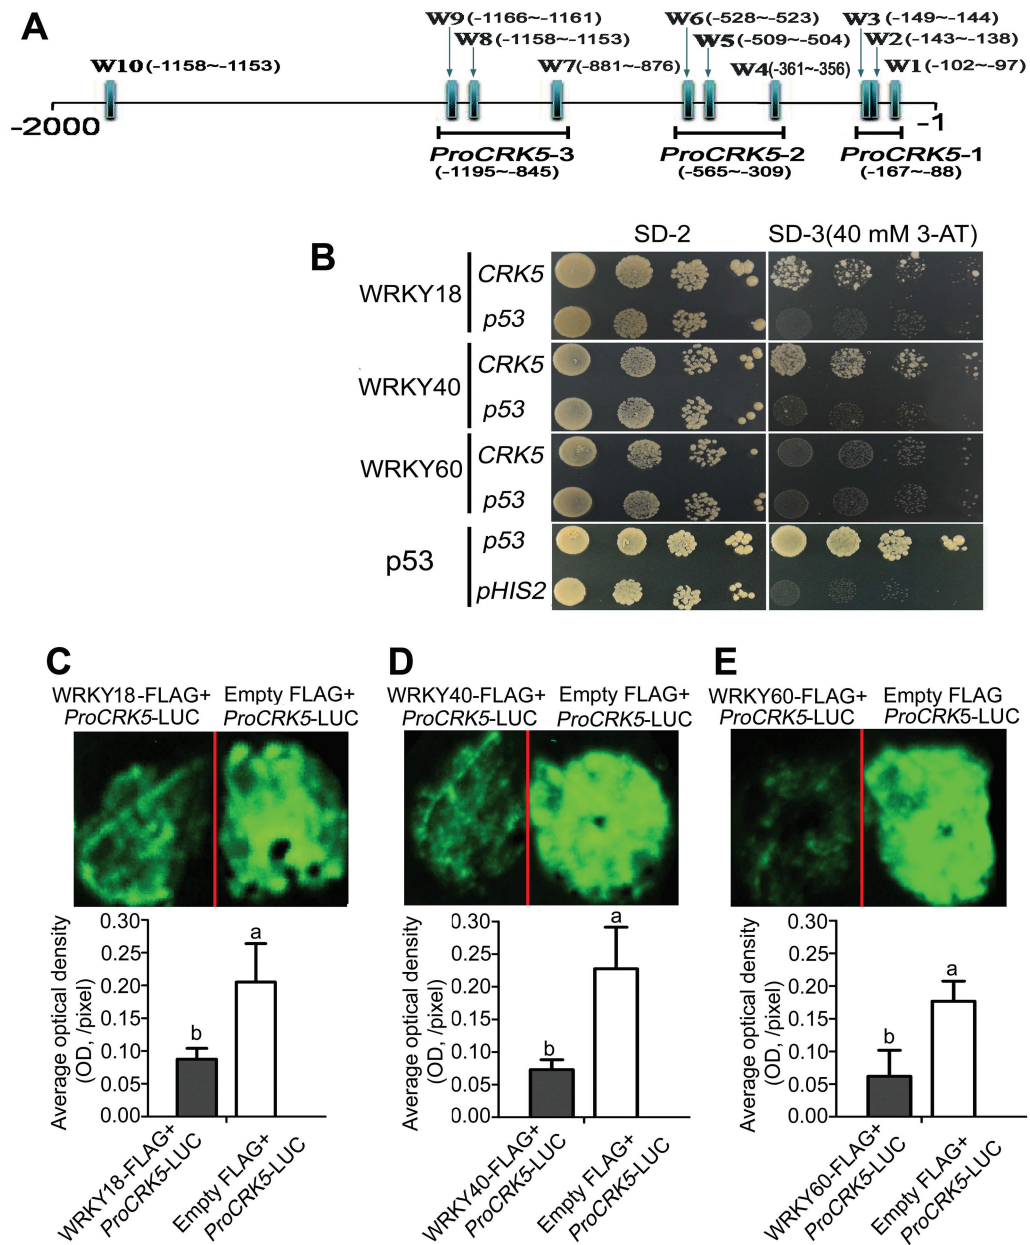 A
W9(-1166~-1161)
W6(-528~-523)
W3(-149~-144)
W8(-1158~-1153)
W5(-509~-504)
W2(-143~-138)
W10(-1158~-1153)
W7(-881~-876)
W4(-361~-356)
W1(-102~-97)
-2000
-1
ProCRK5-3
ProCRK5-2
ProCRK5-1
(-1195~-845)
(-565~-309)
(-167~-88)
B
SD-2
SD-3(40 mM 3-AT)
WRKY18
CRK5
p53
WRKY40
CRK5
p53
WRKY60
CRK5
p53
p53
p53
pHIS2
C
WRKY18-FLAG+
ProCRK5-LUC
Empty FLAG+
ProCRK5-LUC
D
WRKY40-FLAG+
ProCRK5-LUC
Empty FLAG+
ProCRK5-LUC
E
WRKY60-FLAG+
ProCRK5-LUC
Empty FLAG
ProCRK5-LUC
Average optical density
(OD, /pixel)
0.30
0.25
0.20
0.15
0.10
0.05
0.00
b
a
WRKY18-FLAG+
ProCRK5-LUC
Empty FLAG+
ProCRK5-LUC
Average optical density
(OD, /pixel)
0.30
0.25
0.20
0.15
0.10
0.05
0.00
b
a
WRKY40-FLAG+
ProCRK5-LUC
Empty FLAG+
ProCRK5-LUC
Average optical density
(OD, /pixel)
0.30
0.25
0.20
0.15
0.10
0.05
0.00
b
a
WRKY60-FLAG+
ProCRK5-LUC
Empty FLAG+
ProCRK5-LUC